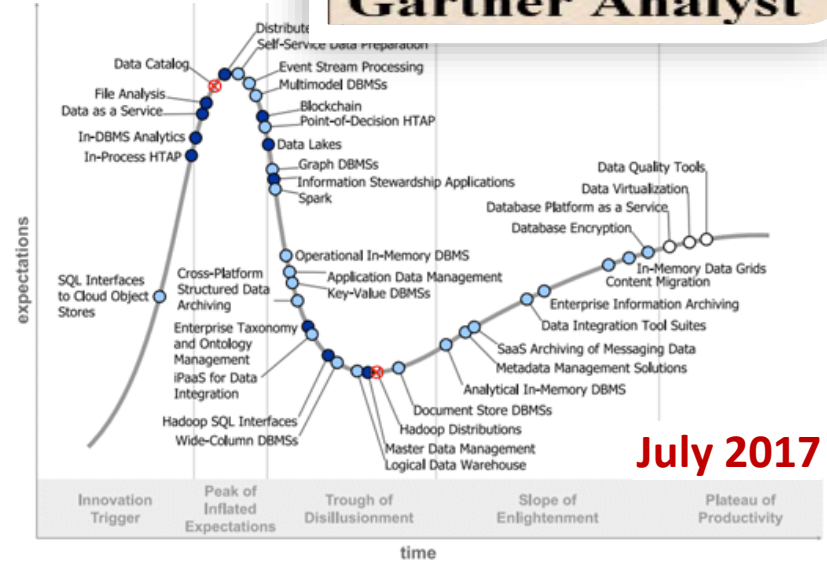 Gartner Analyst
Distribute
Self-Service Data Preparation
Data Catalog
Event Stream Processing
File Analysis
Multimodel DBMSs
Data as a Service
Blockchain
Point-of-Decision HTAP
In-DBMS Analytics
Data Lakes
In-Process HTAP
Graph DBMSs
Information Stewardship Applications
Spark
Data Quality Tools
Data Virtualization
Database Platform as a Service
Database Encryption
Operational In-Memory DBMS
Application Data Management
Key-Value DBMSs
In-Memory Data Grids
Content Migration
Enterprise Information Archiving
Data Integration Tool Suites
SaaS Archiving of Messaging Data
Metadata Management Solutions
Analytical In-Memory DBMS
Document Store DBMSs
Hadoop Distributions
Master Data Management
Logical Data Warehouse
SQL Interfaces
to Cloud Object
Stores
Cross-Platform
Structured Data
Archiving
Enterprise Taxonomy
and Ontology
Management
iPaaS for Data
Integration
Hadoop SQL Interfaces
Wide-Column DBMSs
expectations
July 2017
Innovation
Trigger
Peak of
Inflated
Expectations
Trough of
Disillusionment
Slope of
Enlightenment
Plateau of
Productivity
time